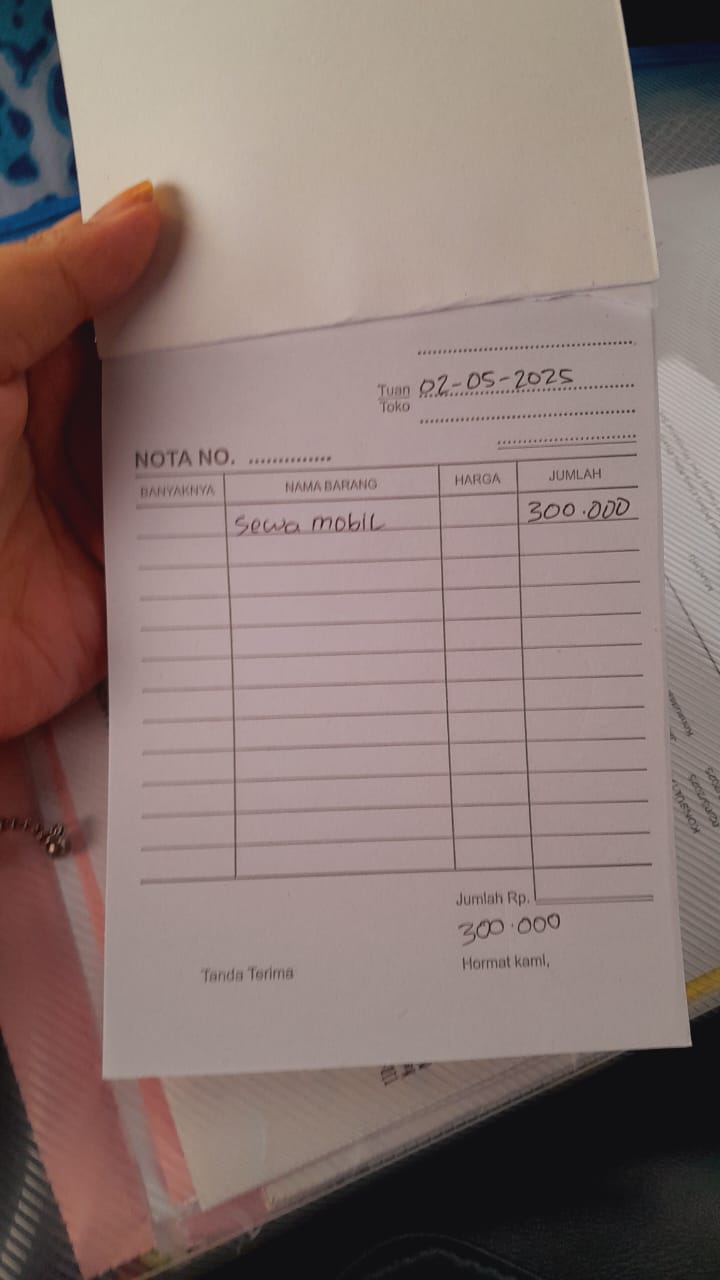 Tuan 02-05-2025
Toko
NOTA NO.
BANYAKNYA NAMA BARANG HARGA JUMLAH
sewa mobil 300.000
Jumlah Rp.
300.000
Tanda Terima Hormat kami,